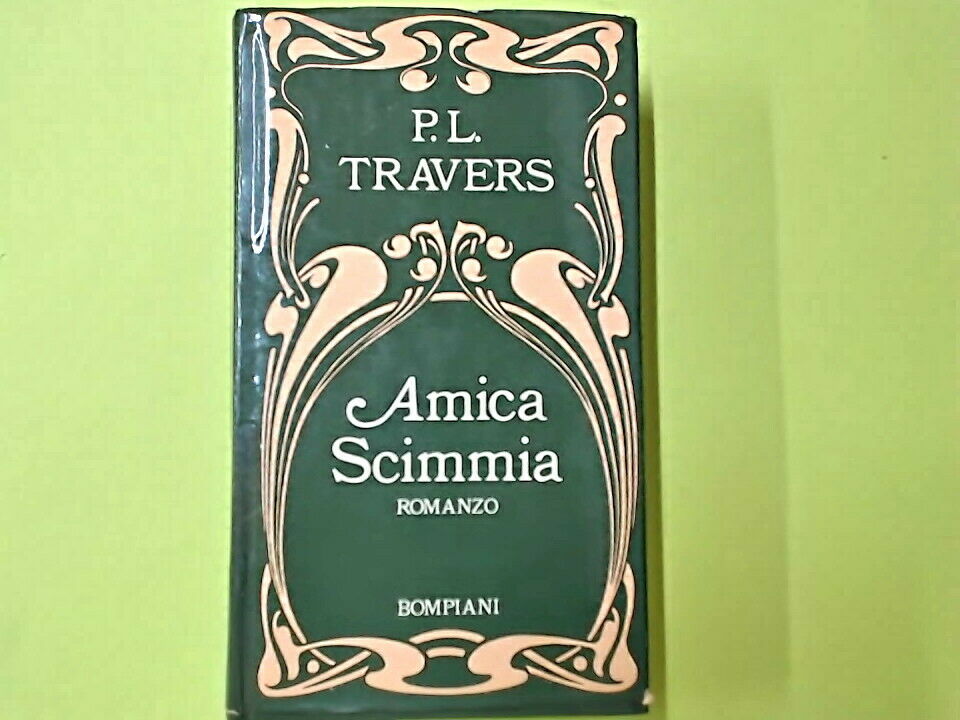 P.L.
TRAVERS
Amica
Scimmia
ROMANZO
BOMPIANI